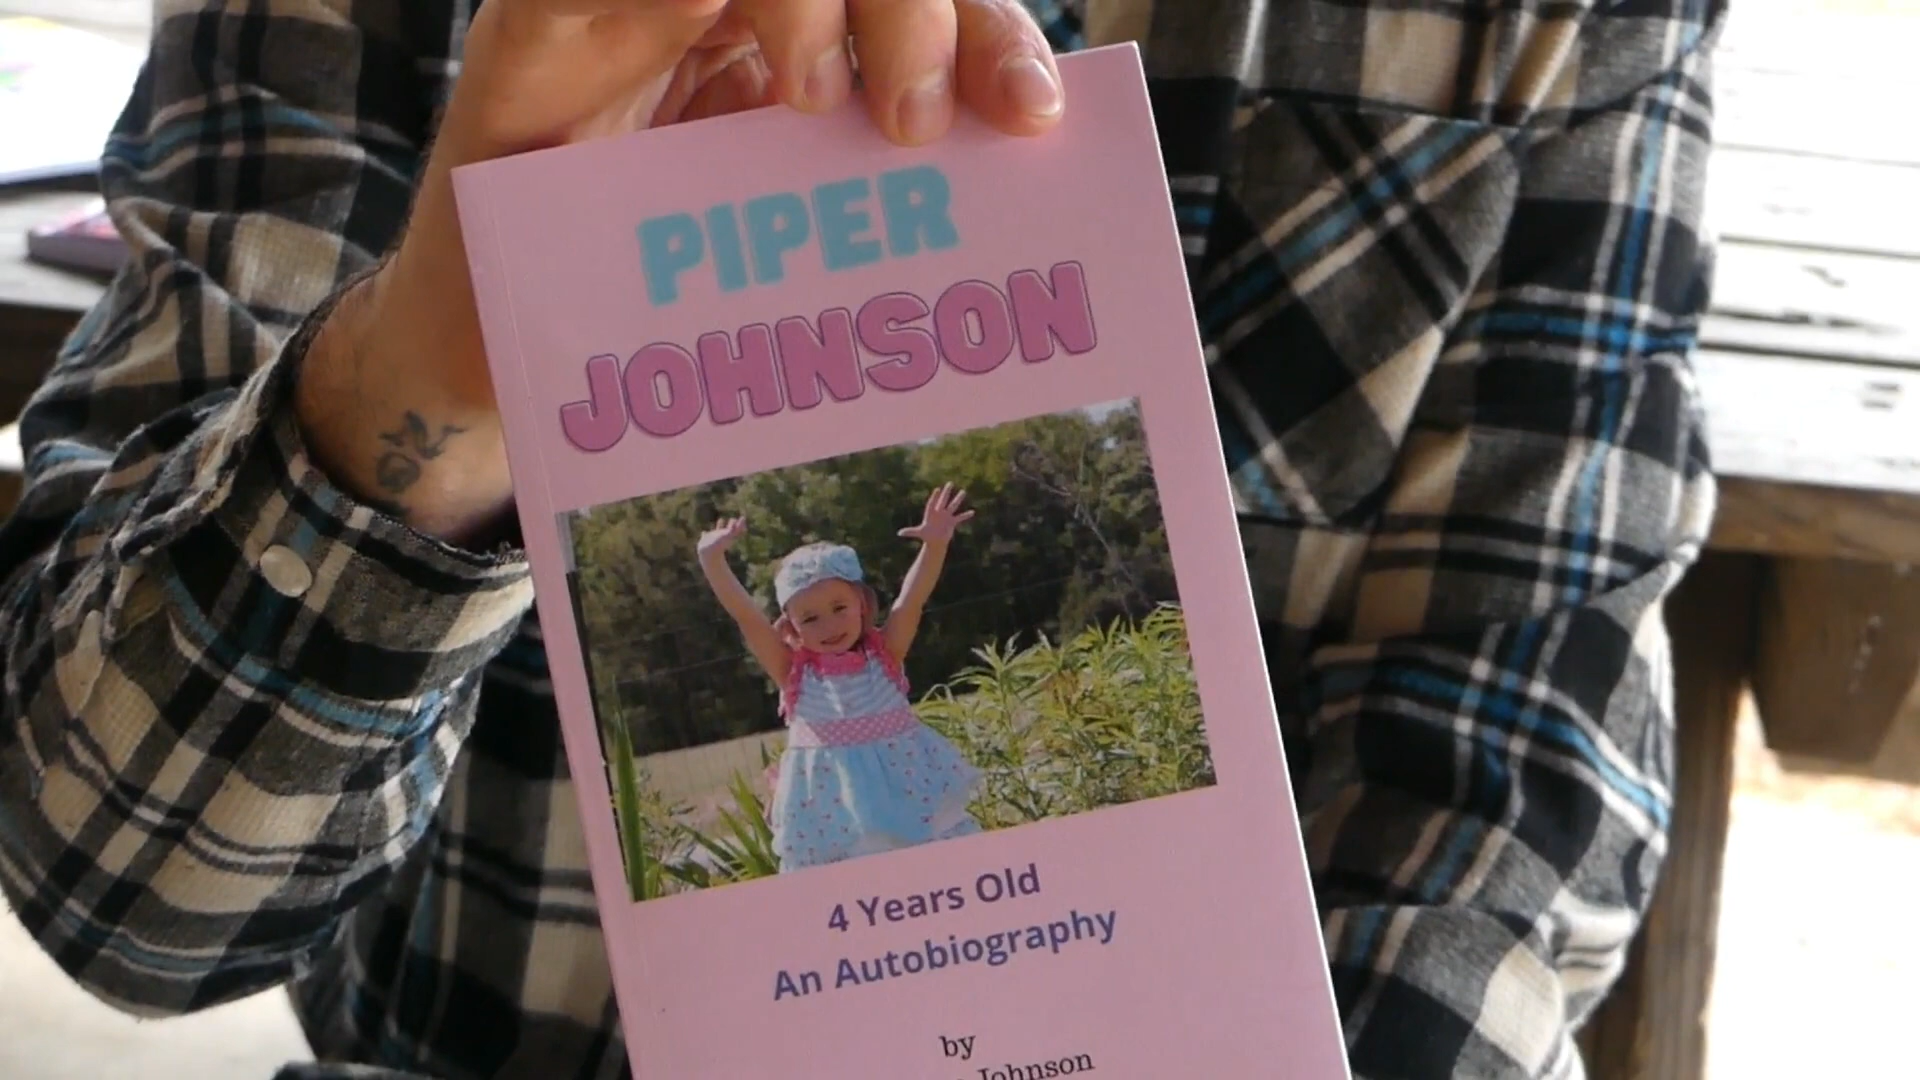 PIPER
JOHNSON
4 Years Old
An Autobiography
by
Johnson